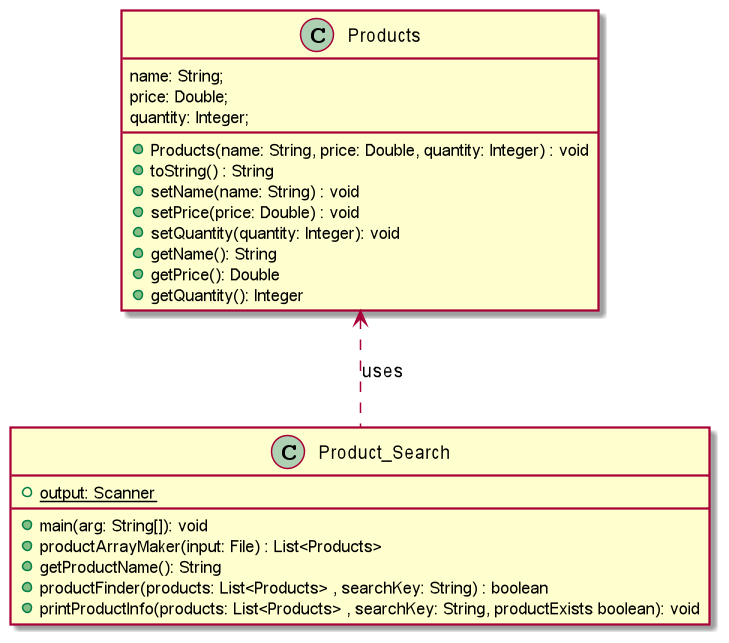 C Products
name: String;
price: Double;
quantity: Integer;
Products(name: String, price: Double, quantity: Integer) : void
toString() : String
setName(name: String) : void
setPrice(price: Double) : void
setQuantity(quantity: Integer): void
getName(): String
getPrice(): Double
getQuantity(): Integer
uses
C Product_Search
output: Scanner
main(arg: String[]): void
productArrayMaker(input: File) : List<Products>
getProductName(): String
productFinder(products: List<Products> , searchKey: String) : boolean
printProductInfo(products: List<Products> , searchKey: String, productExists boolean): void